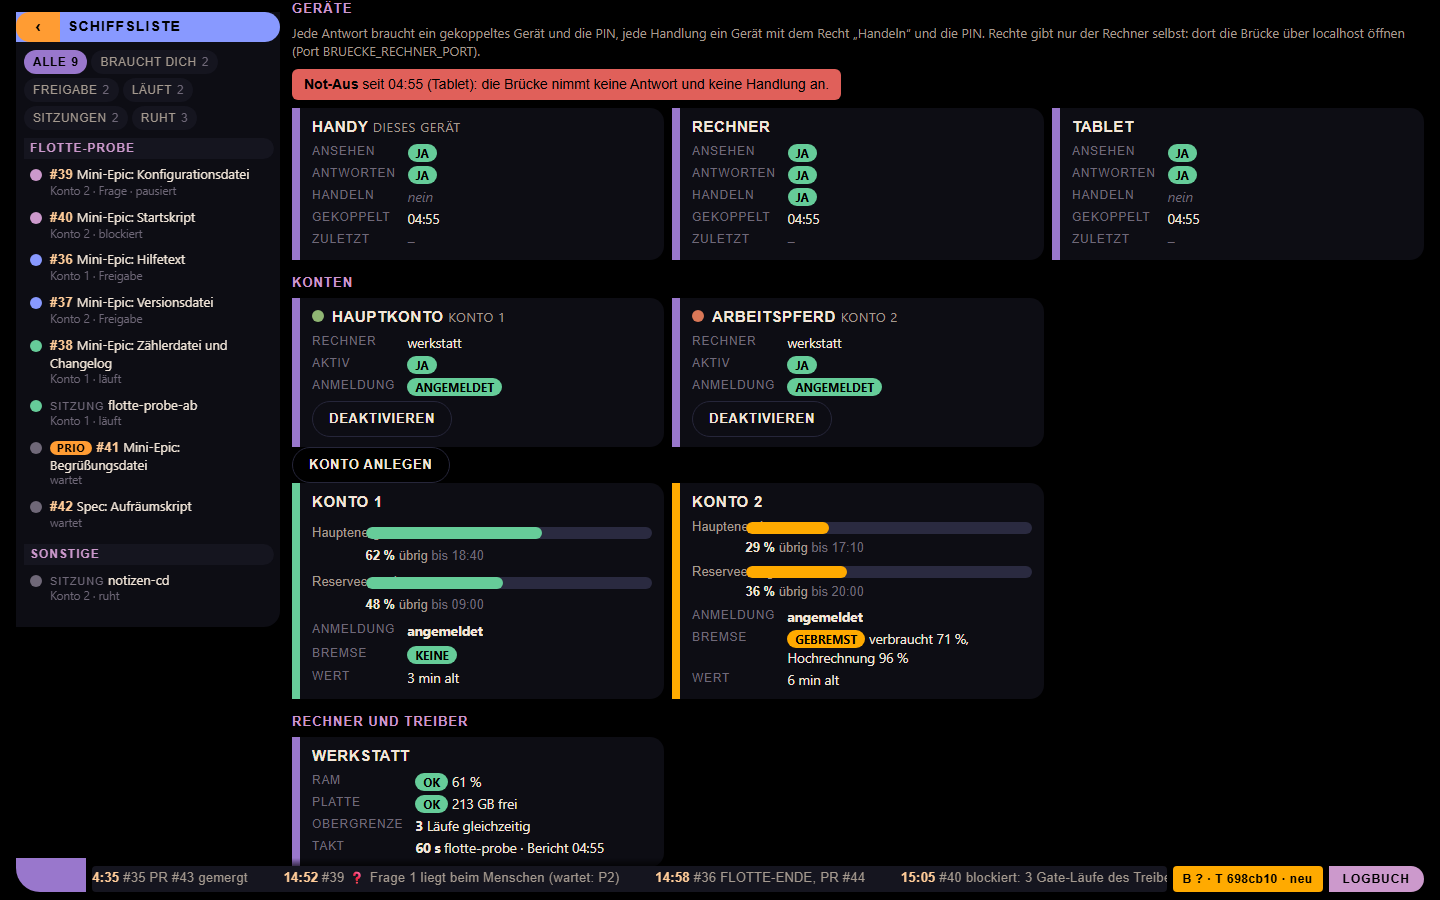 ‹ SCHIFFSLISTE
ALLE 9 BRAUCHT DICH 2
FREIGABE 2 LÄUFT 2
SITZUNGEN 2 RUHT 3
FLOTTE-PROBE
#39 Mini-Epic: Konfigurationsdatei
Konto 2 · Frage · pausiert
#40 Mini-Epic: Startskript
Konto 2 · blockiert
#36 Mini-Epic: Hilfetext
Konto 1 · Freigabe
#37 Mini-Epic: Versionsdatei
Konto 2 · Freigabe
#38 Mini-Epic: Zählerdatei und
Changelog
Konto 1 · läuft
SITZUNG flotte-probe-ab
Konto 1 · läuft
PRIO #41 Mini-Epic:
Begrüßungsdatei
wartet
#42 Spec: Aufräumskript
wartet
SONSTIGE
SITZUNG notizen-cd
Konto 2 · ruht
GERÄTE
Jede Antwort braucht ein gekoppeltes Gerät und die PIN, jede Handlung ein Gerät mit dem Recht „Handeln“ und die PIN. Rechte gibt nur der Rechner selbst: dort die Brücke über localhost öffnen
(Port BRUECKE_RECHNER_PORT).
Not-Aus seit 04:55 (Tablet): die Brücke nimmt keine Antwort und keine Handlung an.
HANDY DIESES GERÄT
ANSEHEN JA
ANTWORTEN JA
HANDELN nein
GEKOPPELT 04:55
ZULETZT –
RECHNER
ANSEHEN JA
ANTWORTEN JA
HANDELN JA
GEKOPPELT 04:55
ZULETZT –
TABLET
ANSEHEN JA
ANTWORTEN JA
HANDELN nein
GEKOPPELT 04:55
ZULETZT –
KONTEN
HAUPTKONTO KONTO 1
RECHNER werkstatt
AKTIV JA
ANMELDUNG ANGEMELDET
DEAKTIVIEREN
ARBEITSPFERD KONTO 2
RECHNER werkstatt
AKTIV JA
ANMELDUNG ANGEMELDET
DEAKTIVIEREN
KONTO ANLEGEN
KONTO 1
Hauptene
62 % übrig bis 18:40
Reservee
48 % übrig bis 09:00
ANMELDUNG angemeldet
BREMSE KEINE
WERT 3 min alt
KONTO 2
Hauptene
29 % übrig bis 17:10
Reservee
36 % übrig bis 20:00
ANMELDUNG angemeldet
BREMSE GEBREMST verbraucht 71 %,
Hochrechnung 96 %
WERT 6 min alt
RECHNER UND TREIBER
WERKSTATT
RAM OK 61 %
PLATTE OK 213 GB frei
OBERGRENZE 3 Läufe gleichzeitig
TAKT 60 s flotte-probe · Bericht 04:55
4:35 #35 PR #43 gemergt 14:52 #39 ❓ Frage 1 liegt beim Menschen (wartet: P2) 14:58 #36 FLOTTE-ENDE, PR #44 15:05 #40 blockiert: 3 Gate-Läufe des Treibe B ? · T 698cb10 · neu LOGBUCH